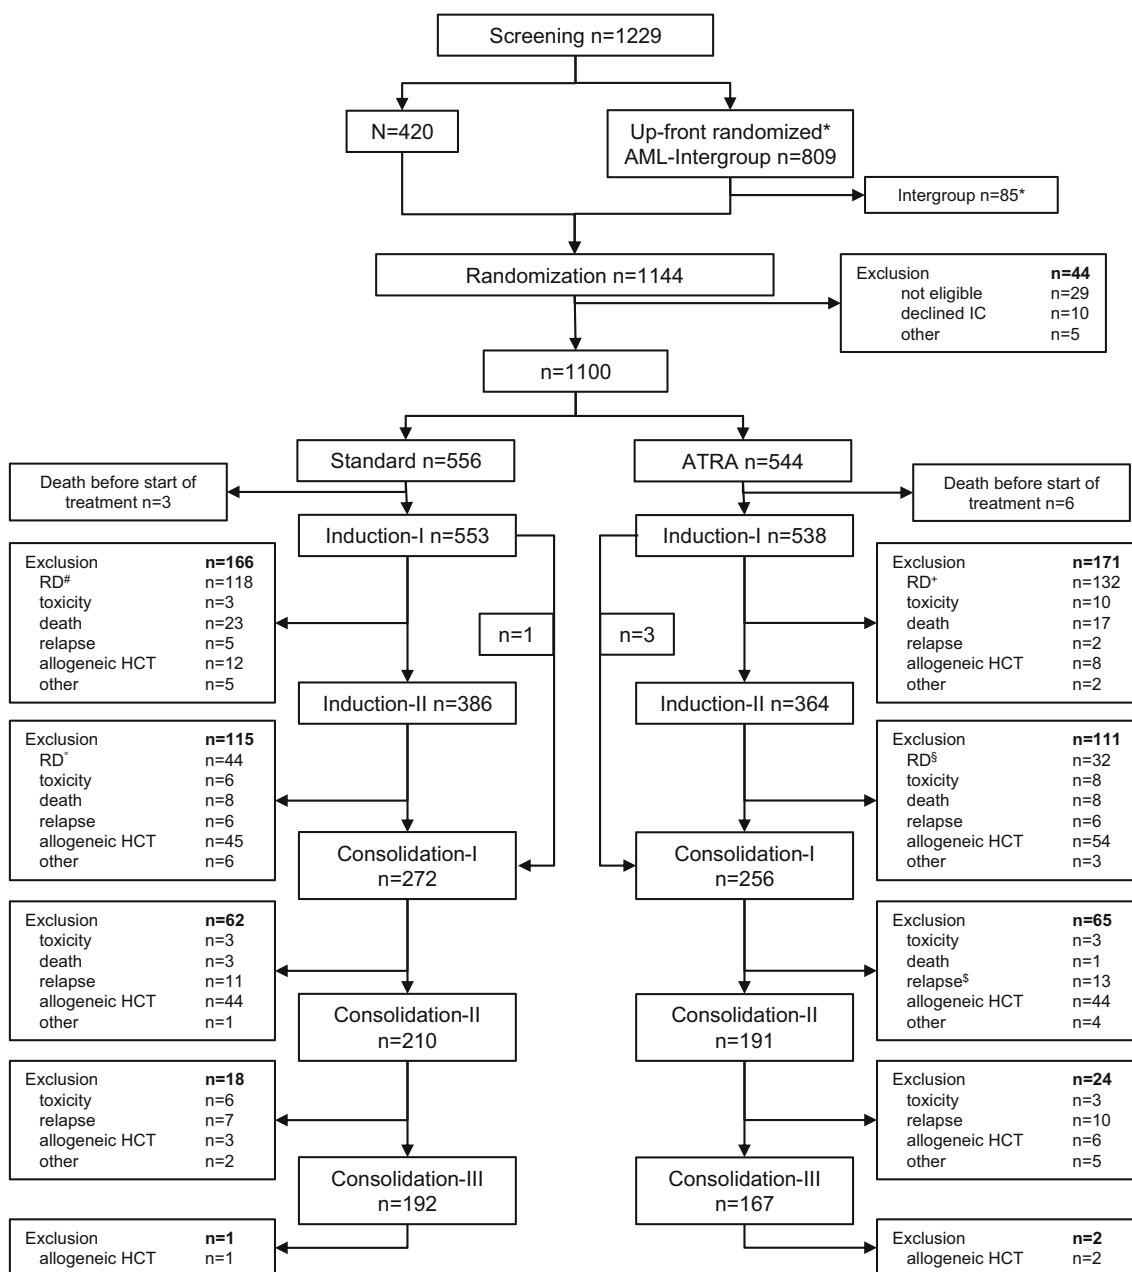 Screening n=1229
N=420
Up-front randomized*
AML-Intergroup n=809
Intergroup n=85*
Randomization n=1144
Exclusion n=44
not eligible n=29
declined IC n=10
other n=5
n=1100
Standard n=556
ATRA n=544
Death before start of
treatment n=3
Death before start of
treatment n=6
Induction-I n=553
Induction-I n=538
Exclusion n=166
RD# n=118
toxicity n=3
death n=23
relapse n=5
allogeneic HCT n=12
other n=5
n=1
n=3
Exclusion n=171
RD+ n=132
toxicity n=10
death n=17
relapse n=2
allogeneic HCT n=8
other n=2
Induction-II n=386
Induction-II n=364
Exclusion n=115
RD° n=44
toxicity n=6
death n=8
relapse n=6
allogeneic HCT n=45
other n=6
Exclusion n=111
RD§ n=32
toxicity n=8
death n=8
relapse n=6
allogeneic HCT n=54
other n=3
Consolidation-I
n=272
Consolidation-I
n=256
Exclusion n=62
toxicity n=3
death n=3
relapse n=11
allogeneic HCT n=44
other n=1
Exclusion n=65
toxicity n=3
death n=1
relapse$ n=13
allogeneic HCT n=44
other n=4
Consolidation-II
n=210
Consolidation-II
n=191
Exclusion n=18
toxicity n=6
relapse n=7
allogeneic HCT n=3
other n=2
Exclusion n=24
toxicity n=3
relapse n=10
allogeneic HCT n=6
other n=5
Consolidation-III
n=192
Consolidation-III
n=167
Exclusion n=1
allogeneic HCT n=1
Exclusion n=2
allogeneic HCT n=2